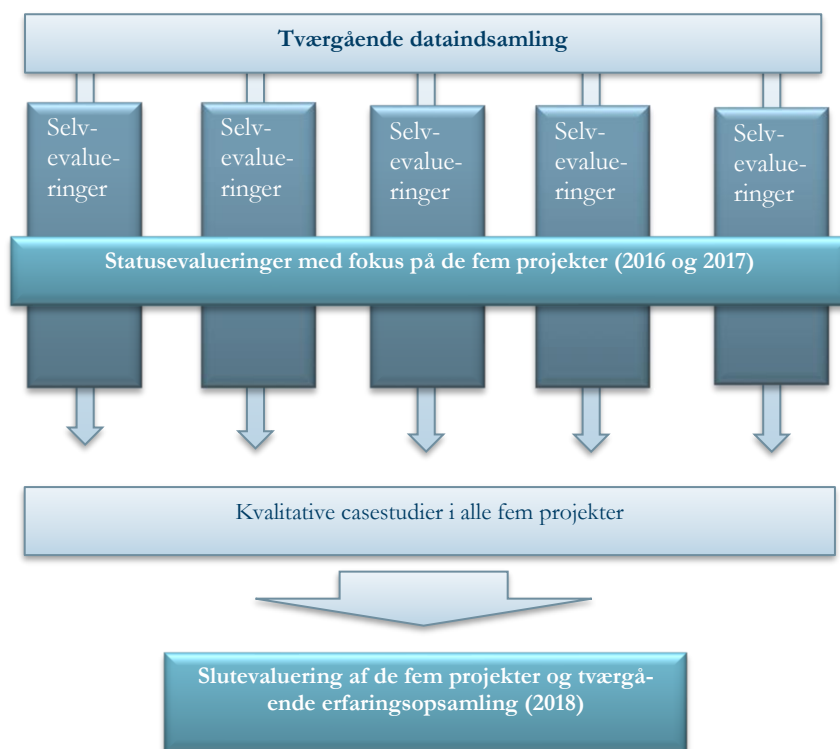 Tværgående dataindsamling
Selv-
evalue-
ringer
Selv-
evalue-
ringer
Selv-
evalue-
ringer
Selv-
evalue-
ringer
Selv-
evalue-
ringer
Statusevalueringer med fokus på de fem projekter (2016 og 2017)
Kvalitative casestudier i alle fem projekter
Slutevaluering af de fem projekter og tværgå-
ende erfaringsopsamling (2018)